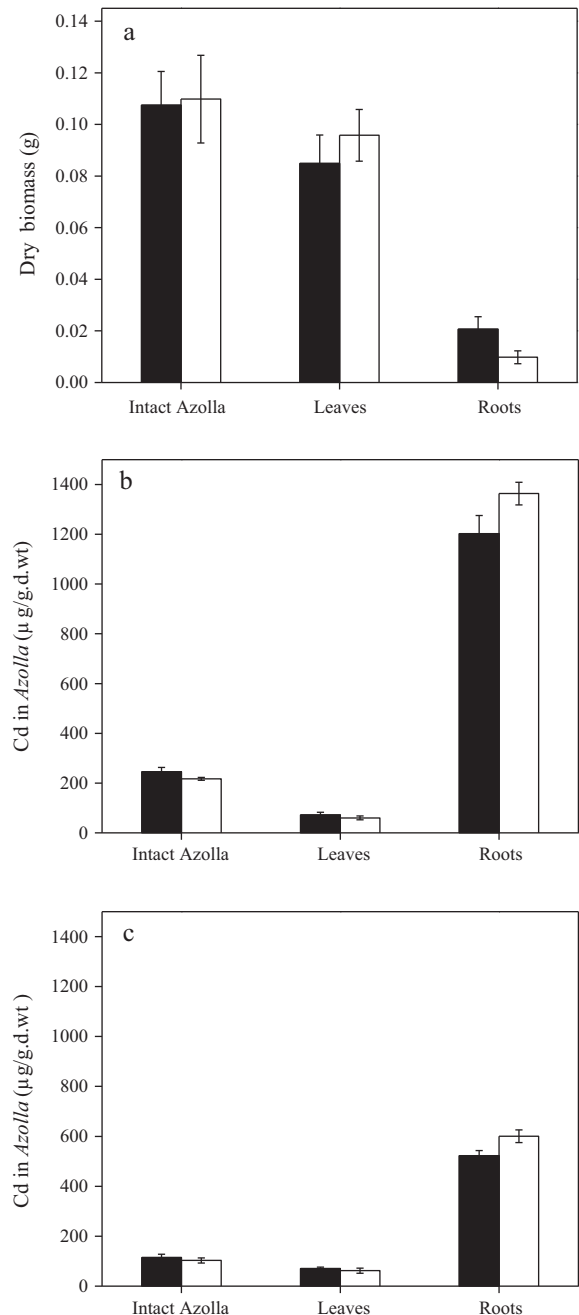 a
Dry biomass (g)
0.14
0.12
0.10
0.08
0.06
0.04
0.02
0.00
Intact Azolla Leaves Roots
b
Cd in Azolla (μ g/g.d.wt)
1400
1200
1000
800
600
400
200
0
Intact Azolla Leaves Roots
c
Cd in Azolla (μg/g.d.wt )
1400
1200
1000
800
600
400
200
0
Intact Azolla Leaves Roots